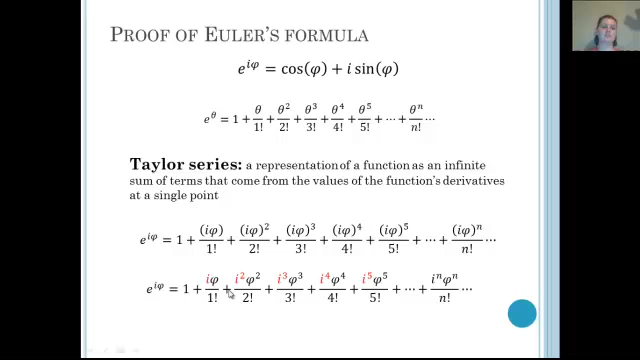 PROOF OF EULER'S FORMULA
e^{iφ} = cos(φ) + i sin(φ)
e^θ = 1 + θ/1! + θ²/2! + θ³/3! + θ⁴/4! + θ⁵/5! + ⋯ + θⁿ/n! ⋯
Taylor series: a representation of a function as an infinite
sum of terms that come from the values of the function's derivatives
at a single point
e^{iφ} = 1 + (iφ)/1! + (iφ)²/2! + (iφ)³/3! + (iφ)⁴/4! + (iφ)⁵/5! + ⋯ + (iφ)ⁿ/n! ⋯
e^{iφ} = 1 + iφ/1! + i²φ²/2! + i³φ³/3! + i⁴φ⁴/4! + i⁵φ⁵/5! + ⋯ + iⁿφⁿ/n! ⋯